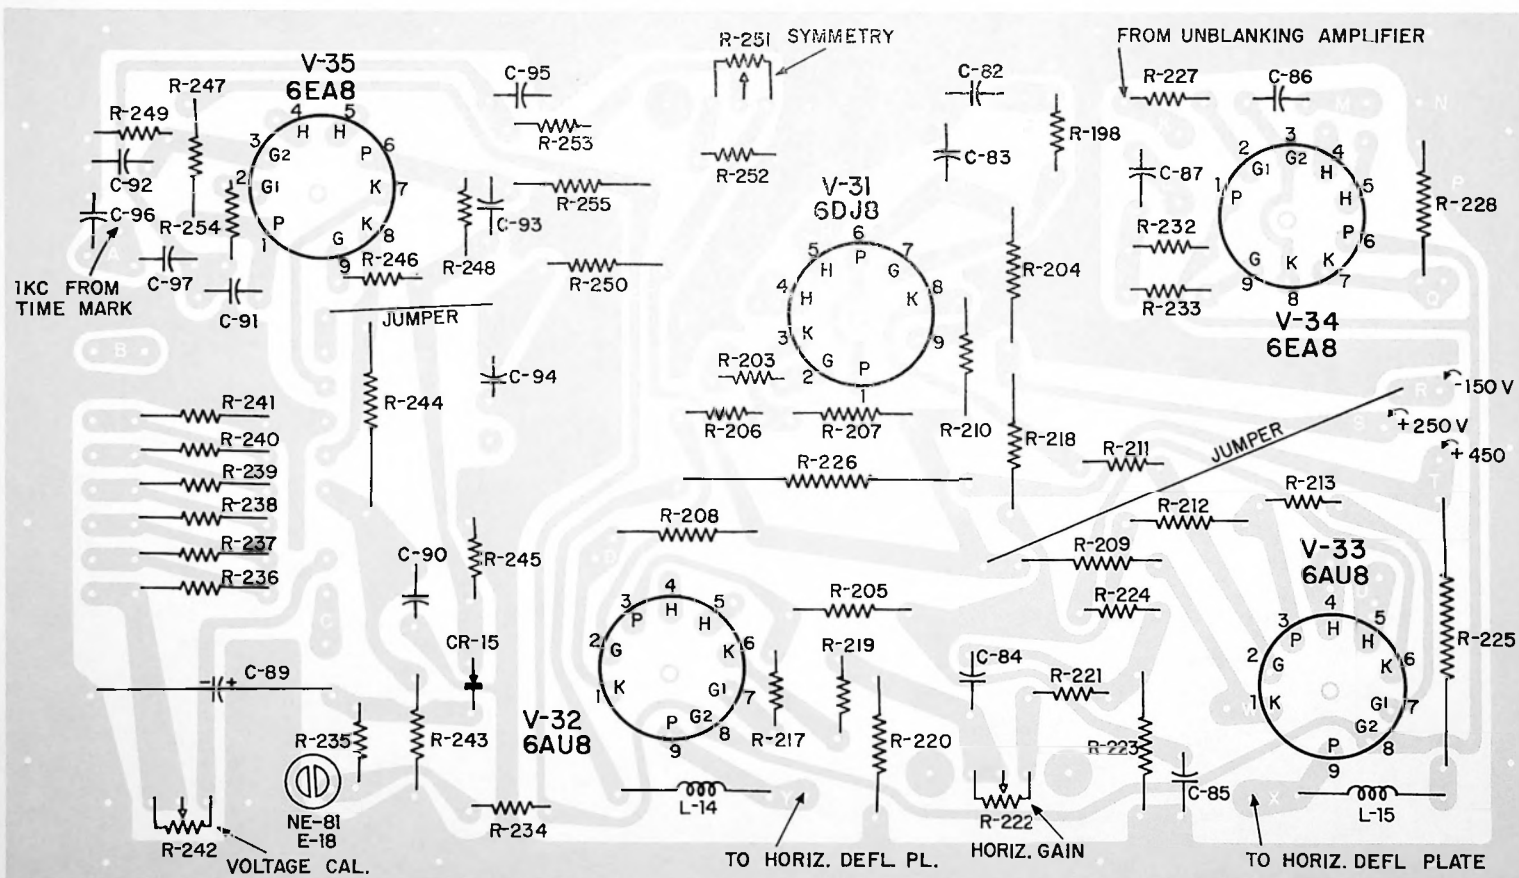 V-35
6EA8
R-247
R-249
C-92
C-96
R-254
C-97
C-91
1KC FROM
TIME MARK
4
5
3
6
2
7
1
8
9
H
H
G2
P
G1
K
P
K
G
R-246
C-95
R-253
R-255
C-93
R-248
R-250
JUMPER
R-251
SYMMETRY
R-252
V-31
6DJ8
6
5
7
4
8
3
9
2
1
P
H
G
H
K
K
G
P
C-82
C-83
R-198
R-204
FROM UNBLANKING AMPLIFIER
R-227
C-86
M
N
C-87
R-232
R-233
3
2
4
1
5
6
9
7
8
G2
G1
H
P
H
P
G
K
K
V-34
6EA8
R-228
P
Q
A
B
R-244
C-94
R-203
R-206
R-207
R-210
R-218
R-226
R-211
JUMPER
R
-150 V
S
+250 V
+450
T
R-213
R-212
R-241
R-240
R-239
R-238
R-237
R-236
R-208
R-245
C-90
C
CR-15
D
4
3
5
2
6
1
7
8
9
H
P
H
G
K
K
G1
G2
P
V-32
6AU8
R-205
R-219
R-217
R-220
R-209
R-224
C-84
R-221
R-223
C-85
V-33
6AU8
4
3
5
2
6
1
7
8
9
H
P
H
G
K
K
G1
G2
P
U
W
R-225
- +
C-89
R-235
R-243
NE-81
E-18
R-242
VOLTAGE CAL.
R-234
L-14
TO HORIZ. DEFL. PL.
R-222
HORIZ. GAIN
X
L-15
TO HORIZ. DEFL PLATE